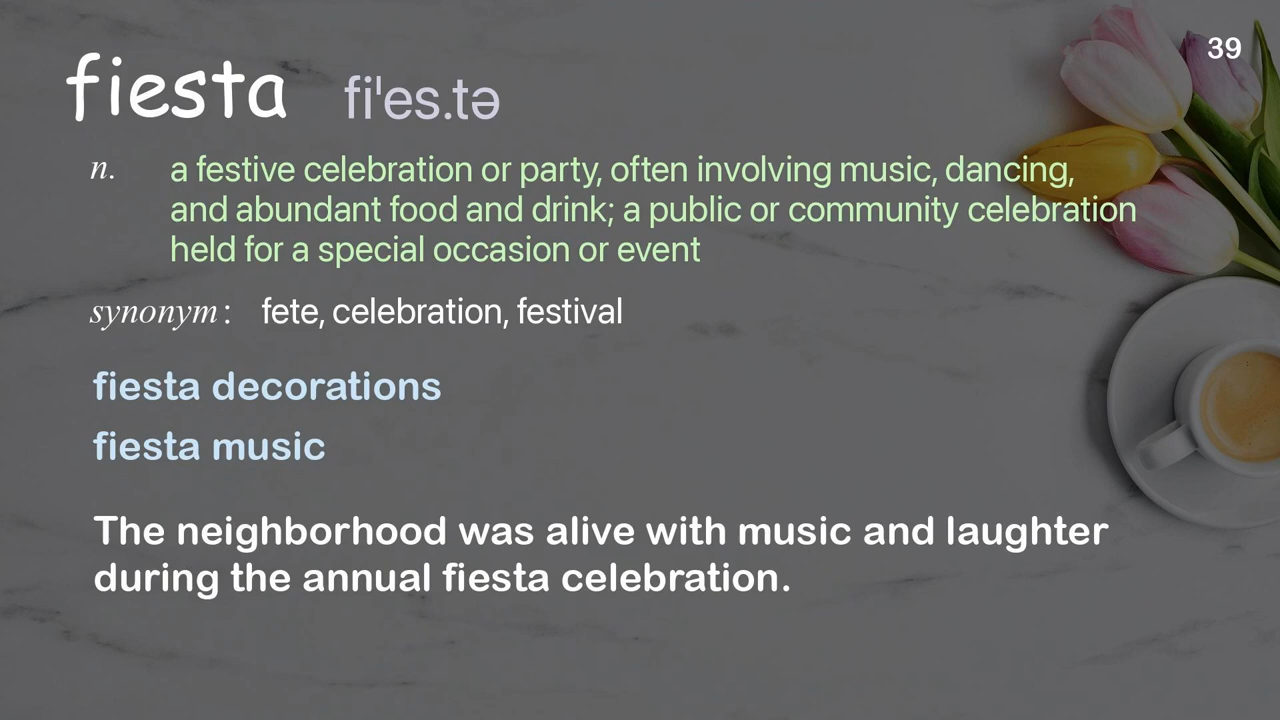 39
fiesta fiˈes.tə
n. a festive celebration or party, often involving music, dancing,
and abundant food and drink; a public or community celebration
held for a special occasion or event
synonym: fete, celebration, festival
fiesta decorations
fiesta music
The neighborhood was alive with music and laughter
during the annual fiesta celebration.